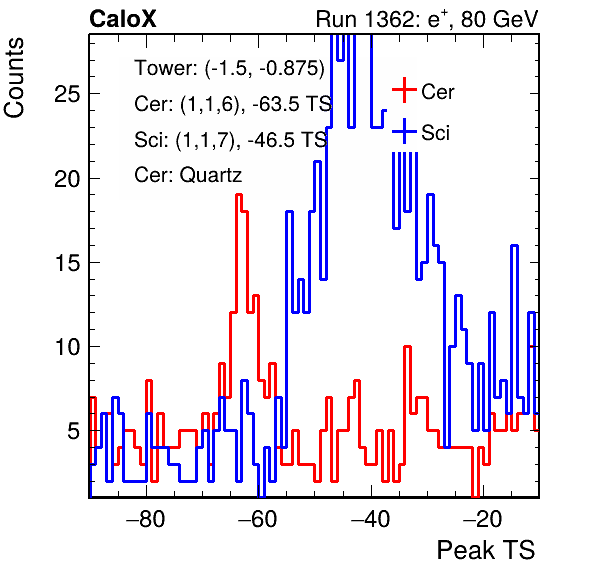 CaloX
Run 1362: e+, 80 GeV
Counts
Tower: (-1.5, -0.875)
Cer: (1,1,6), -63.5 TS
Sci: (1,1,7), -46.5 TS
Cer: Quartz
Cer
Sci
25
20
15
10
5
−80 −60 −40 −20
Peak TS